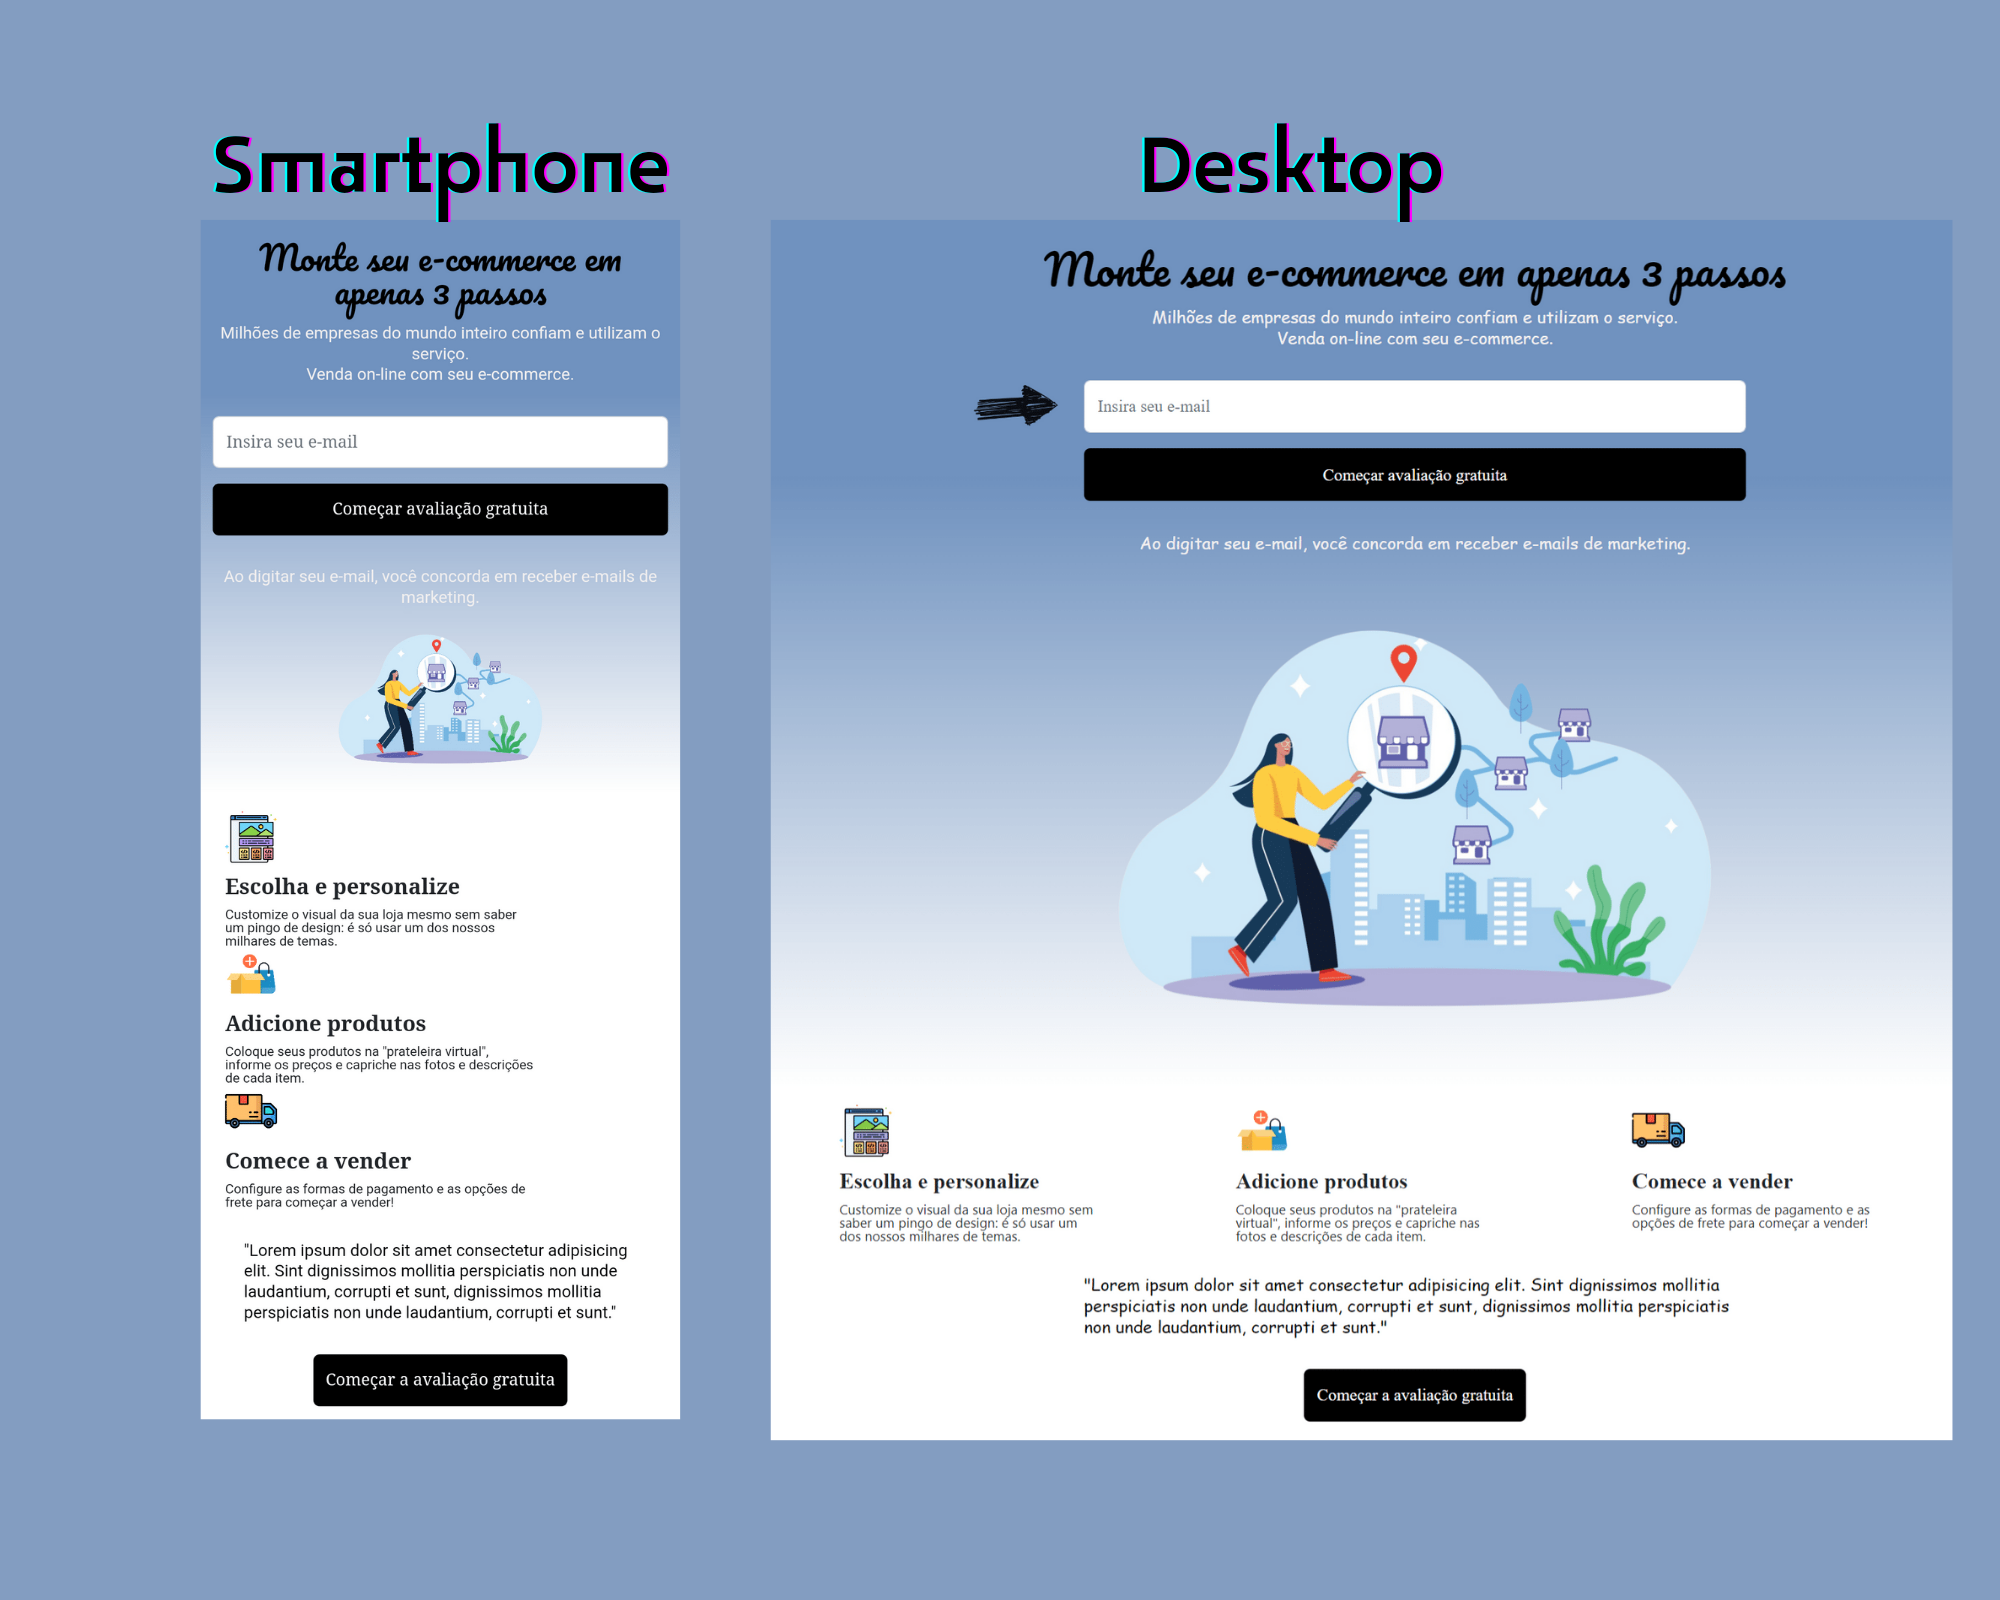 Smartphone
Monte seu e-commerce em
apenas 3 passos
Milhões de empresas do mundo inteiro confiam e utilizam o
serviço.
Venda on-line com seu e-commerce.
Insira seu e-mail
Começar avaliação gratuita
Ao digitar seu e-mail, você concorda em receber e-mails de
marketing.
Escolha e personalize
Customize o visual da sua loja mesmo sem saber
um pingo de design: é só usar um dos nossos
milhares de temas.
Adicione produtos
Coloque seus produtos na "prateleira virtual",
informe os preços e capriche nas fotos e descrições
de cada item.
Comece a vender
Configure as formas de pagamento e as opções de
frete para começar a vender!
"Lorem ipsum dolor sit amet consectetur adipisicing
elit. Sint dignissimos mollitia perspiciatis non unde
laudantium, corrupti et sunt, dignissimos mollitia
perspiciatis non unde laudantium, corrupti et sunt."
Começar a avaliação gratuita
Desktop
Monte seu e-commerce em apenas 3 passos
Milhões de empresas do mundo inteiro confiam e utilizam o serviço.
Venda on-line com seu e-commerce.
Insira seu e-mail
Começar avaliação gratuita
Ao digitar seu e-mail, você concorda em receber e-mails de marketing.
Escolha e personalize
Customize o visual da sua loja mesmo sem
saber um pingo de design: é só usar um
dos nossos milhares de temas.
Adicione produtos
Coloque seus produtos na "prateleira
virtual", informe os preços e capriche nas
fotos e descrições de cada item.
Comece a vender
Configure as formas de pagamento e as
opções de frete para começar a vender!
"Lorem ipsum dolor sit amet consectetur adipisicing elit. Sint dignissimos mollitia
perspiciatis non unde laudantium, corrupti et sunt, dignissimos mollitia perspiciatis
non unde laudantium, corrupti et sunt."
Começar a avaliação gratuita